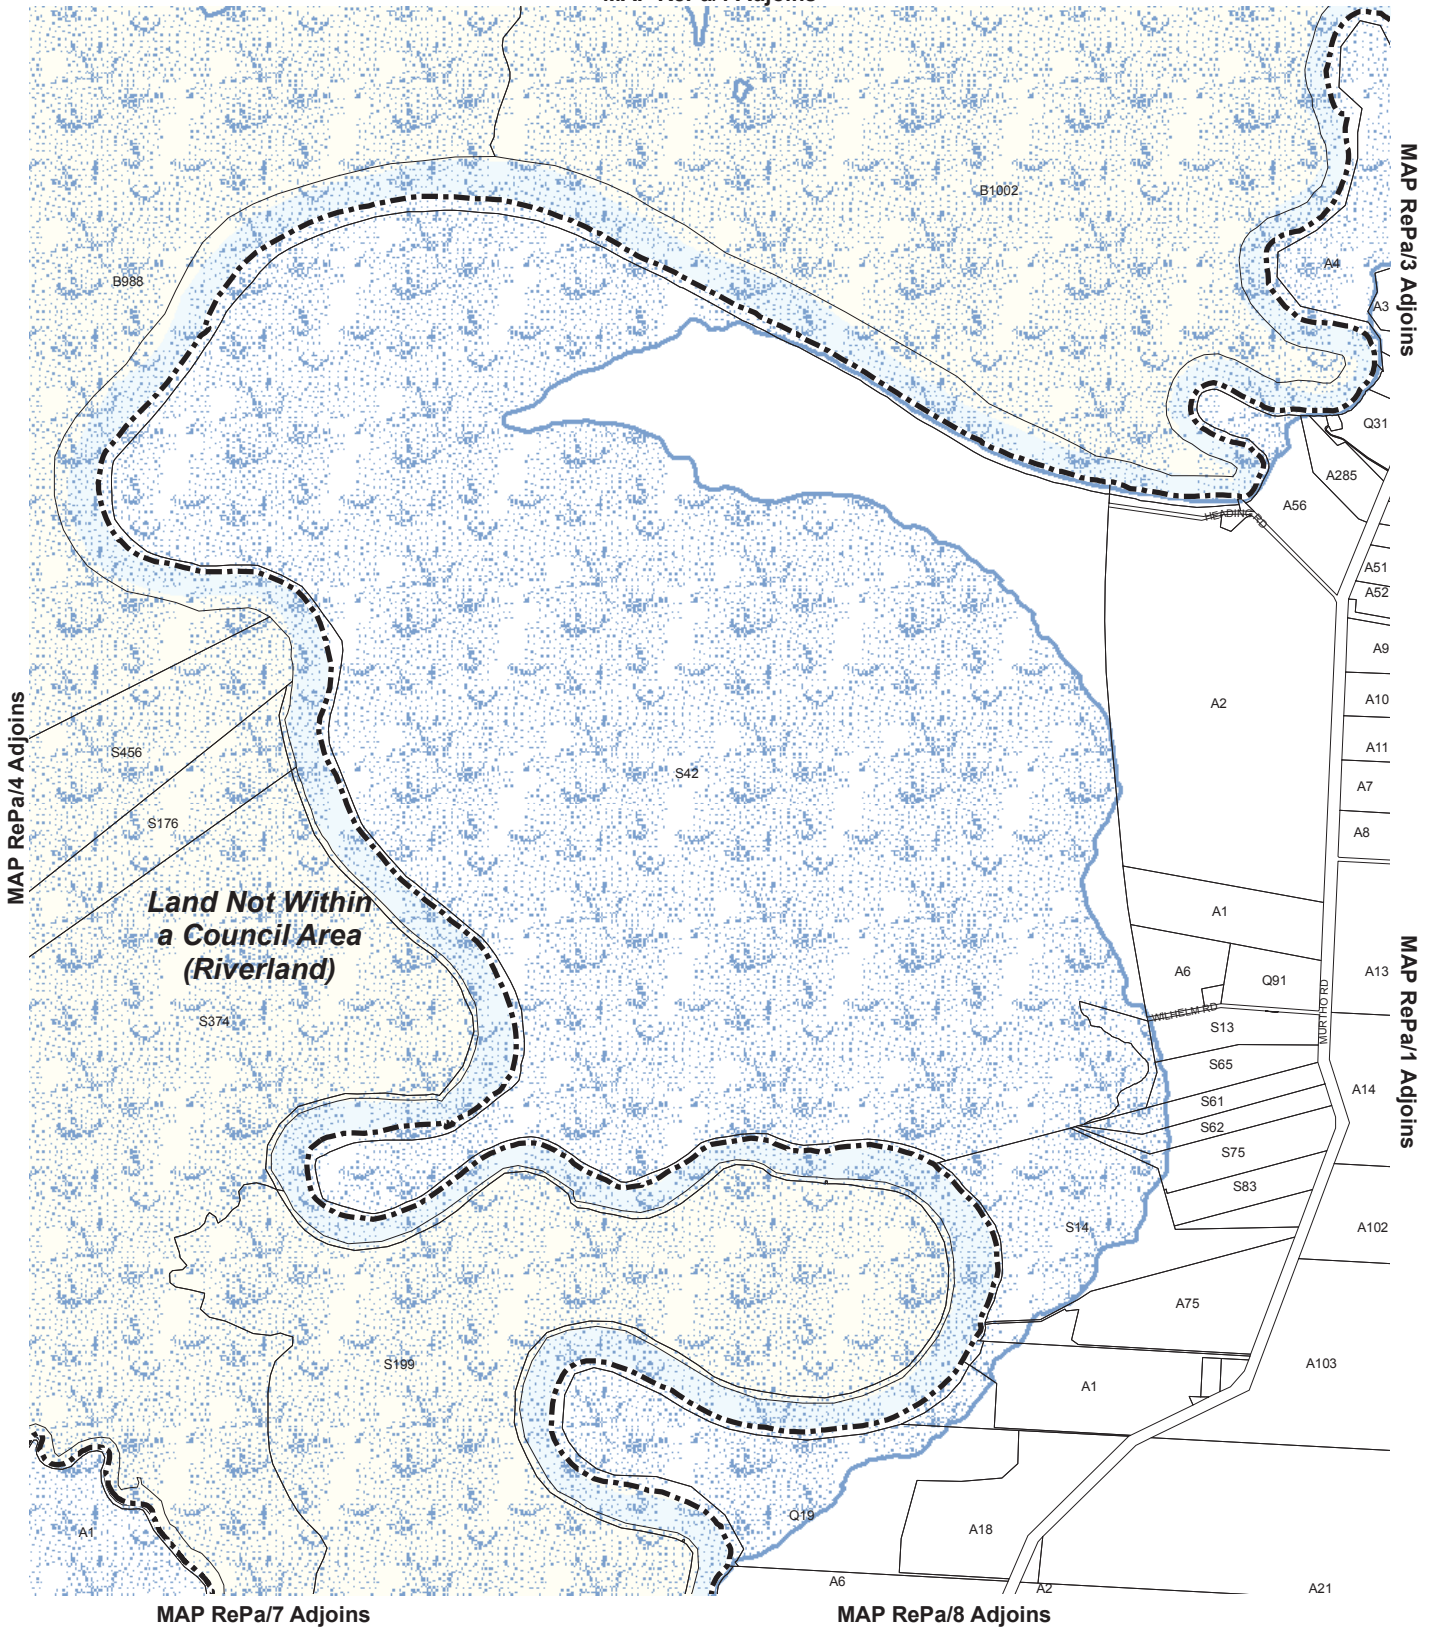 B1002
MAP RePa/3 Adjoins
A4
B988
A3
Q31
A285
A56
HEADING RD
A51
A52
A9
A10
A2
A11
MAP RePa/4 Adjoins
S456
S42
A7
S176
A8
Land Not Within
a Council Area
(Riverland)
A1
A6
Q91
A13
MAP RePa/1 Adjoins
WILHELM RD
MURTHO RD
S374
S13
S65
A14
S61
S62
S75
S83
S14
A102
A75
S199
A103
A1
Q19
A18
A1
A6
A2
A21
MAP RePa/7 Adjoins
MAP RePa/8 Adjoins